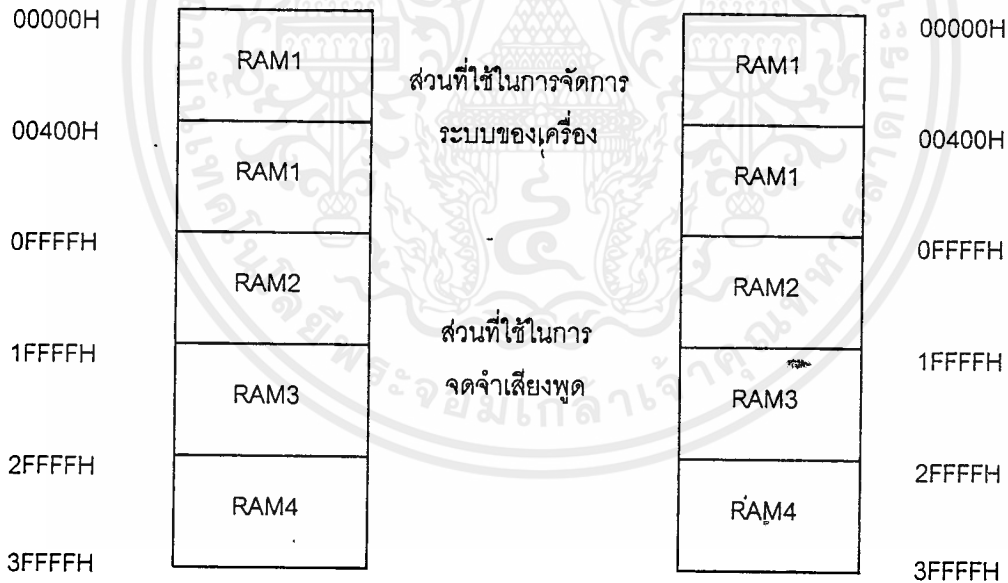 00000H
RAM1
ส่วนที่ใช้ในการจัดการ
RAM1
00000H
00400H
ระบบของเครื่อง
00400H
RAM1
RAM1
0FFFFH
0FFFFH
RAM2
RAM2
ส่วนที่ใช้ในการ
1FFFFH
1FFFFH
จดจำเสียงพูด
RAM3
RAM3
2FFFFH
2FFFFH
RAM4
RAM4
3FFFFH
3FFFFH